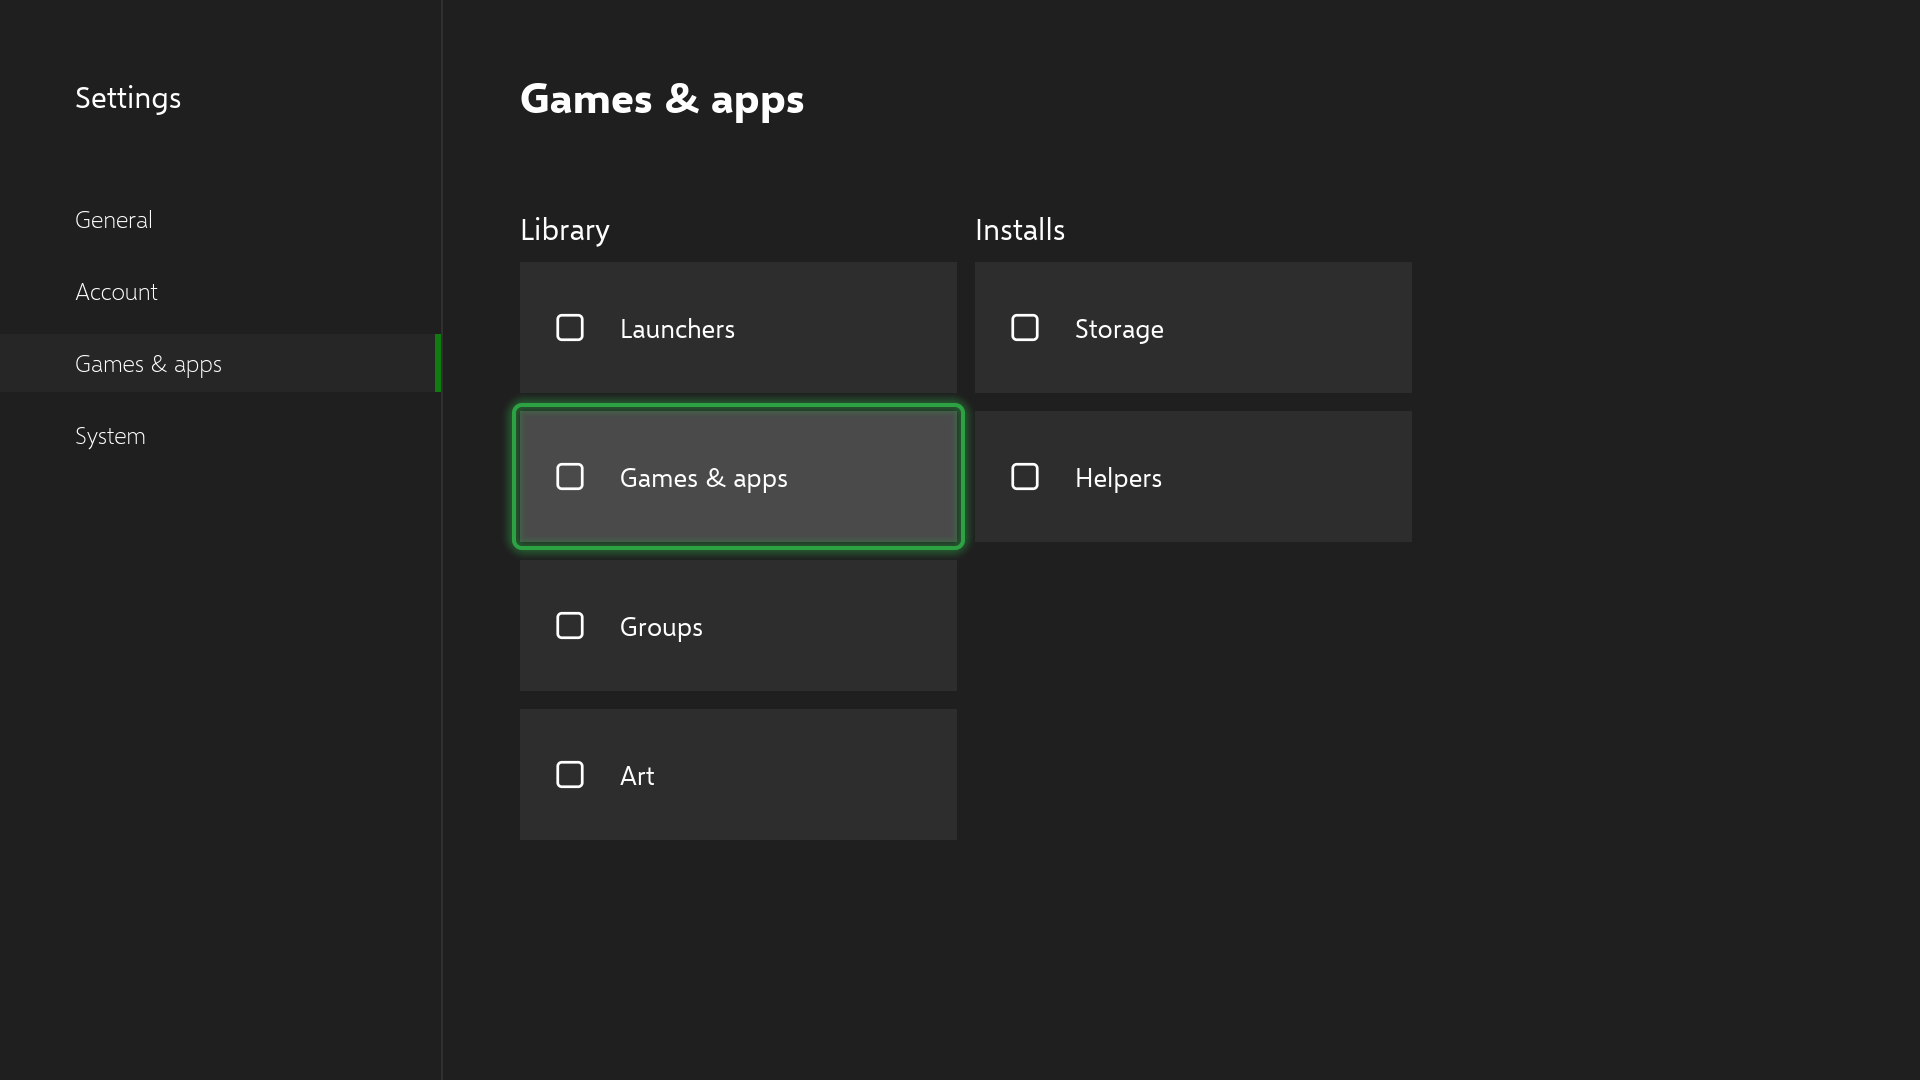 Settings
General
Account
Games & apps
System
Games & apps
Library
Launchers
Games & apps
Groups
Art
Installs
Storage
Helpers